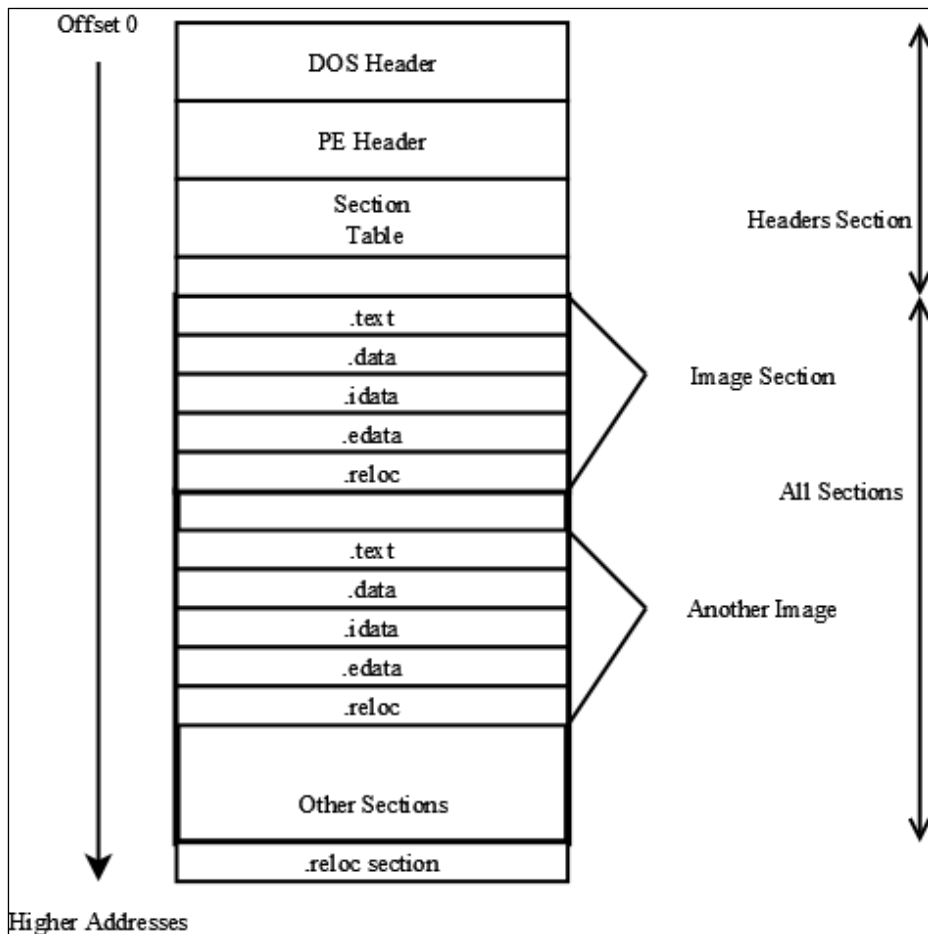 Offset 0
DOS Header
PE Header
Section
Table
Headers Section
.text
.data
.idata
.edata
.reloc
Image Section
All Sections
.text
.data
.idata
.edata
.reloc
Another Image
Other Sections
.reloc section
Higher Addresses